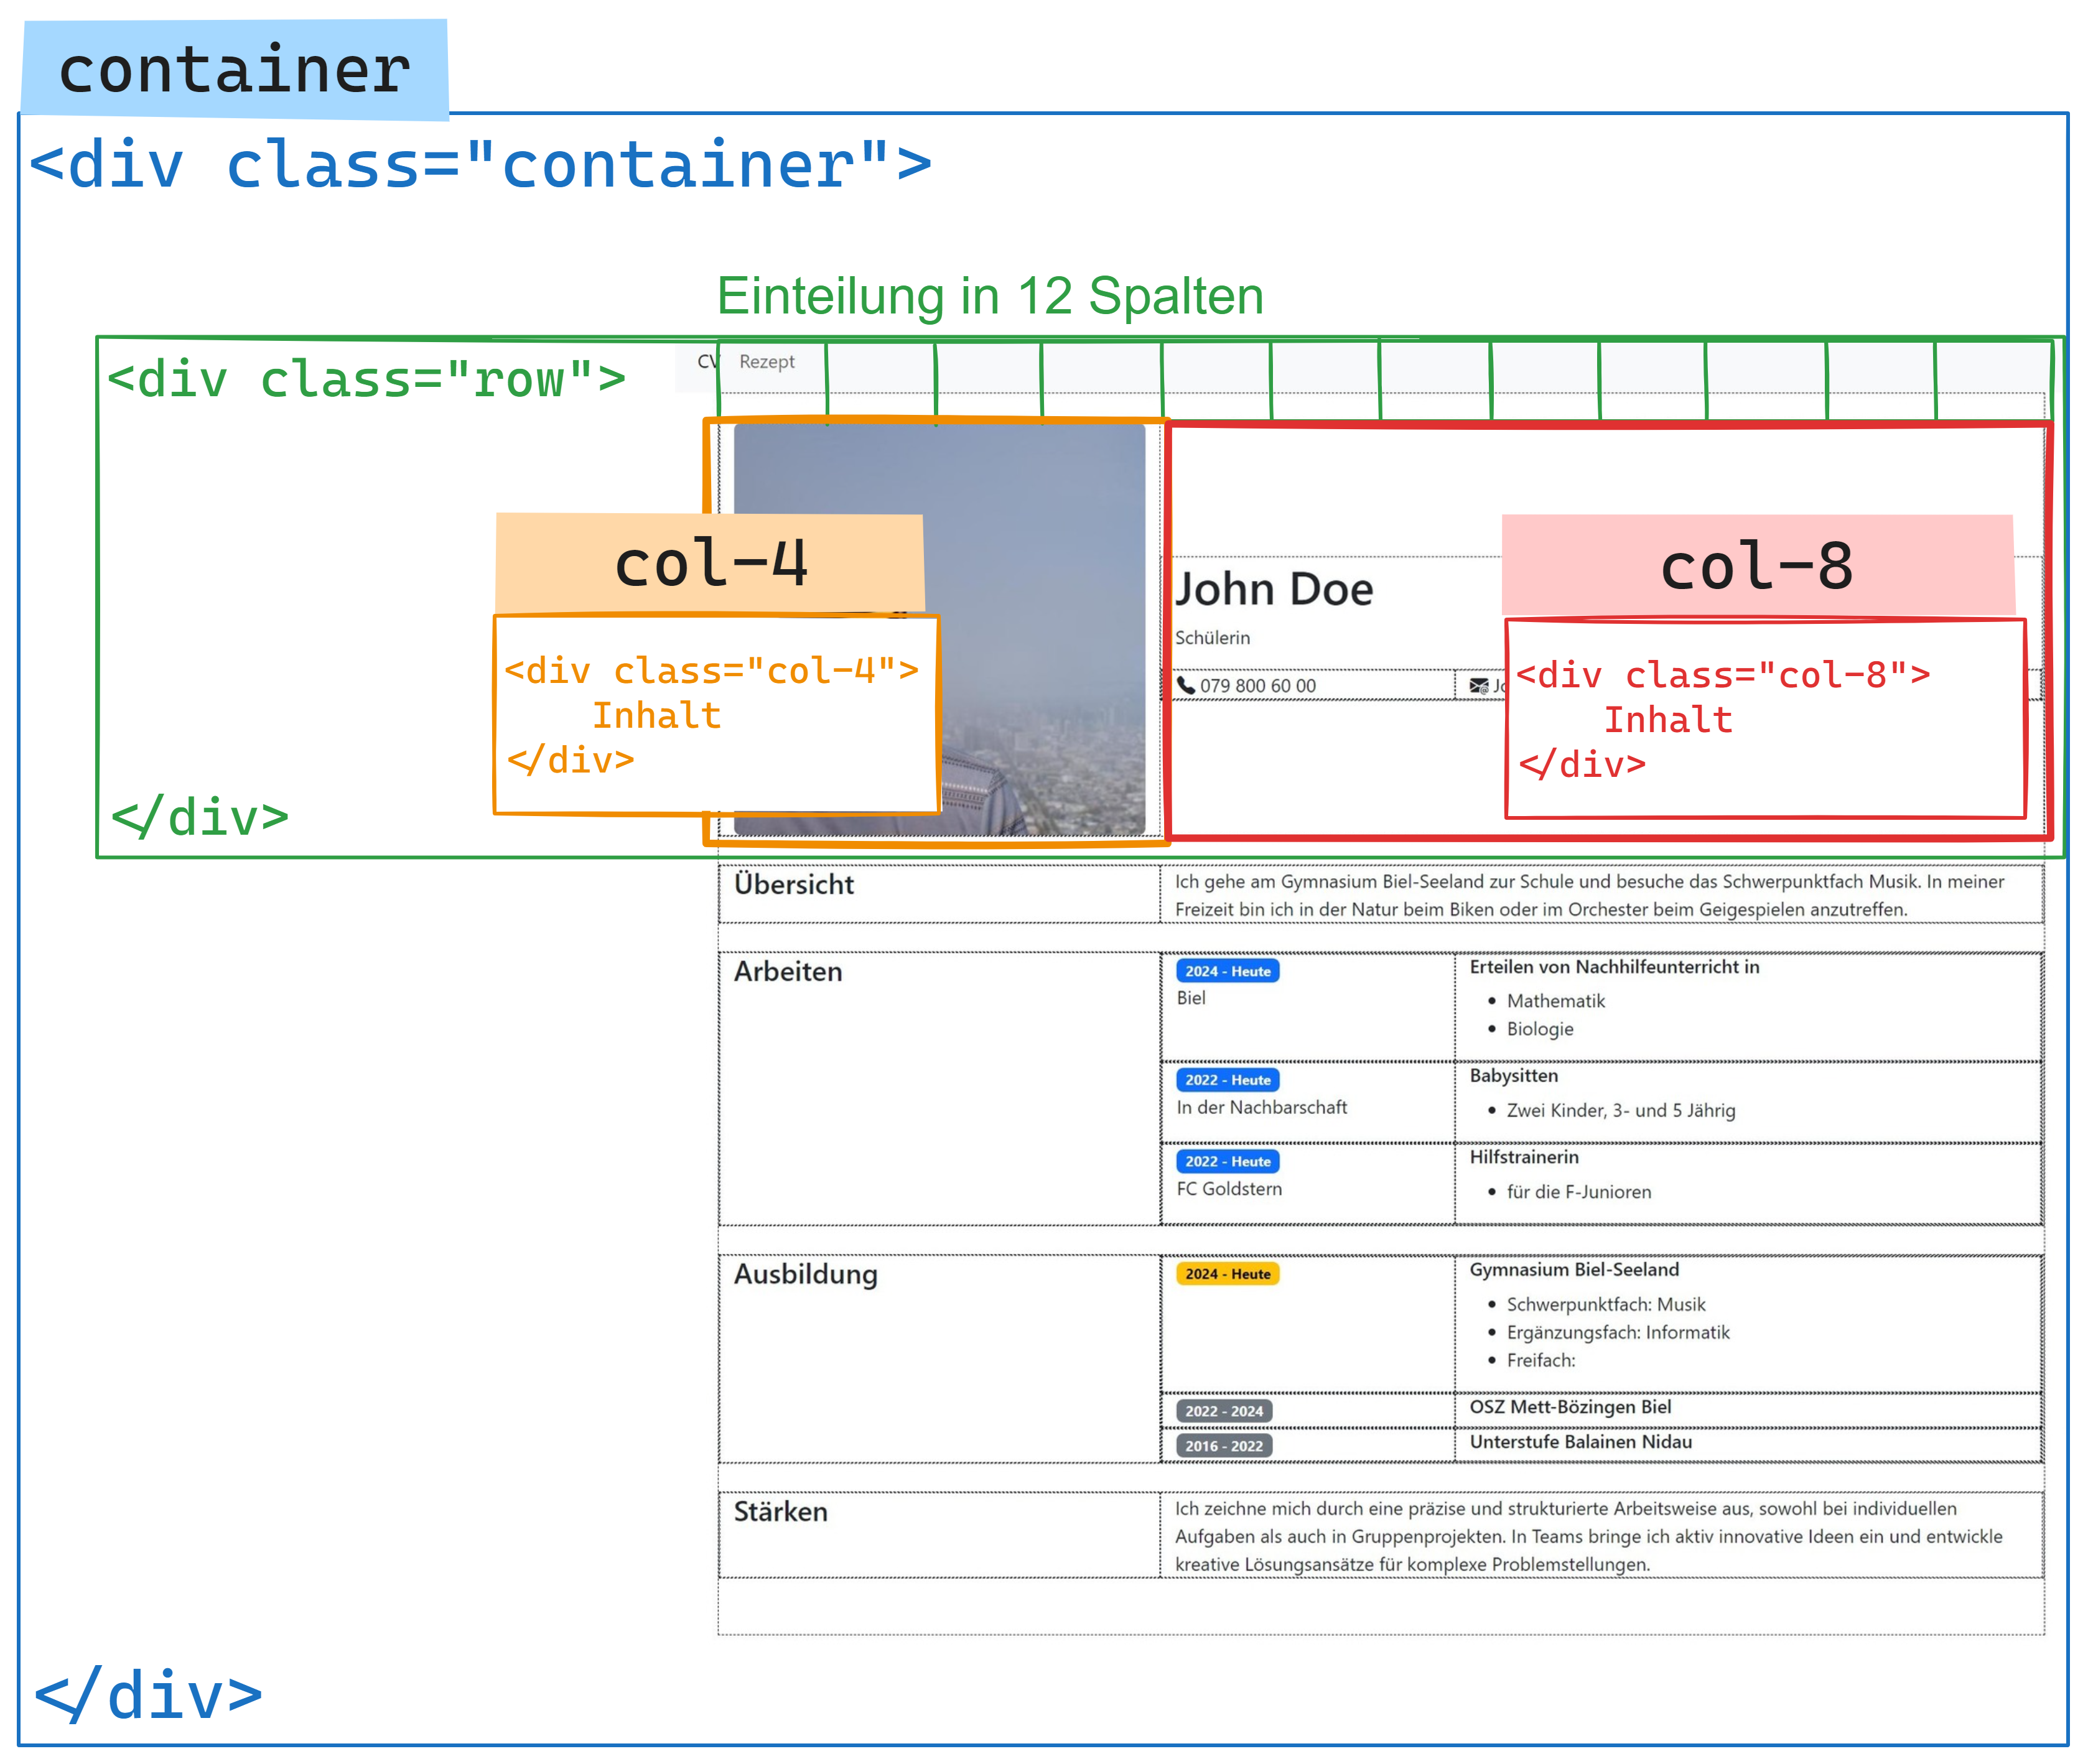 container
<div class="container">
Einteilung in 12 Spalten
<div class="row">
CV Rezept
col-4
col-8
John Doe
Schülerin
079 800 60 00
<div class="col-4">
Inhalt
</div>
<div class="col-8">
Inhalt
</div>
</div>
Übersicht
Ich gehe am Gymnasium Biel-Seeland zur Schule und besuche das Schwerpunktfach Musik. In meiner
Freizeit bin ich in der Natur beim Biken oder im Orchester beim Geigespielen anzutreffen.
Arbeiten
2024 - Heute
Biel
Erteilen von Nachhilfeunterricht in
• Mathematik
• Biologie
2022 - Heute
In der Nachbarschaft
Babysitten
• Zwei Kinder, 3- und 5 Jährig
2022 - Heute
FC Goldstern
Hilfstrainerin
• für die F-Junioren
Ausbildung
2024 - Heute
Gymnasium Biel-Seeland
• Schwerpunktfach: Musik
• Ergänzungsfach: Informatik
• Freifach:
2022 - 2024
OSZ Mett-Bözingen Biel
2016 - 2022
Unterstufe Balainen Nidau
Stärken
Ich zeichne mich durch eine präzise und strukturierte Arbeitsweise aus, sowohl bei individuellen
Aufgaben als auch in Gruppenprojekten. In Teams bringe ich aktiv innovative Ideen ein und entwickle
kreative Lösungsansätze für komplexe Problemstellungen.
</div>